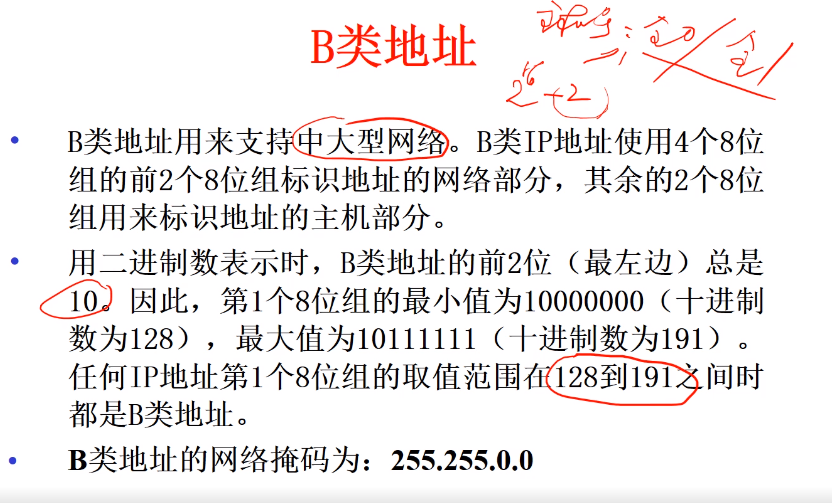 B类地址
2^16-2
• B类地址用来支持中大型网络。B类IP地址使用4个8位
组的前2个8位组标识地址的网络部分，其余的2个8位
组用来标识地址的主机部分。
• 用二进制数表示时，B类地址的前2位（最左边）总是
10。因此，第1个8位组的最小值为10000000（十进制
数为128），最大值为10111111（十进制数为191）。
任何IP地址第1个8位组的取值范围在128到191之间时
都是B类地址。
• B类地址的网络掩码为：255.255.0.0